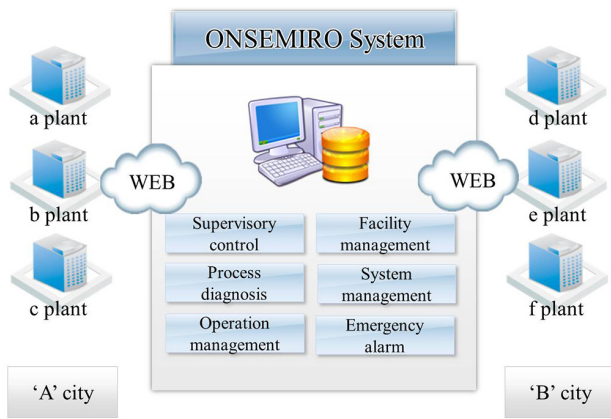 ONSEMIRO System
a plant
b plant
c plant
'A' city
WEB
Supervisory
control
Facility
management
Process
diagnosis
System
management
Operation
management
Emergency
alarm
WEB
d plant
e plant
f plant
'B' city